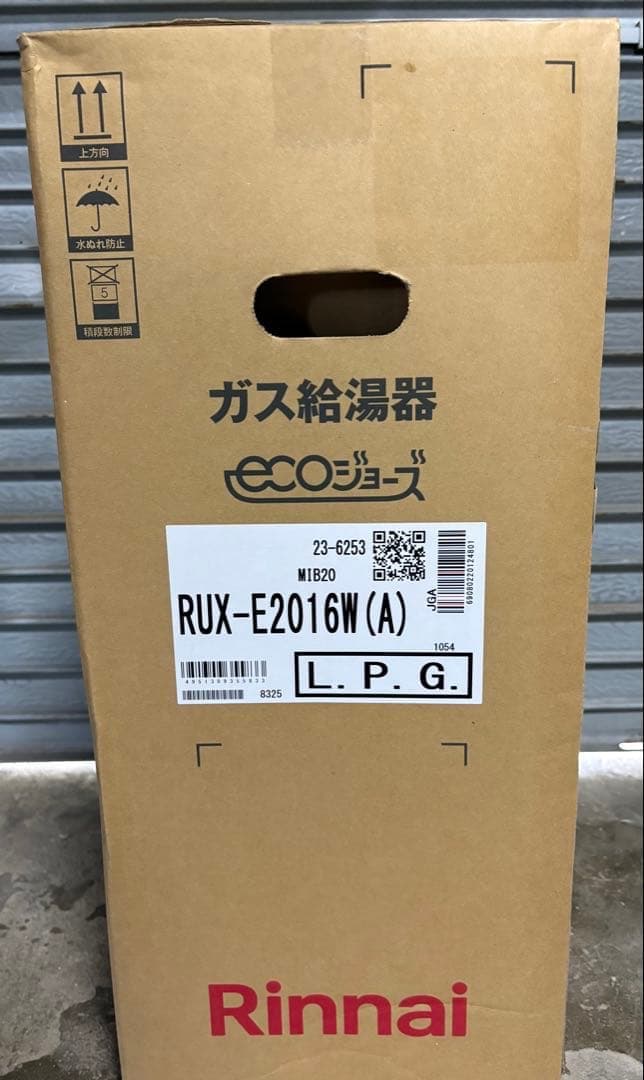 上方向
水ぬれ防止
5
積段数制限
ガス給湯器
ecoジョーズ
23-6253
MIB20
RUX-E2016W(A)
JGA
69080220124801
1054
L.P.G.
8325
Rinnai